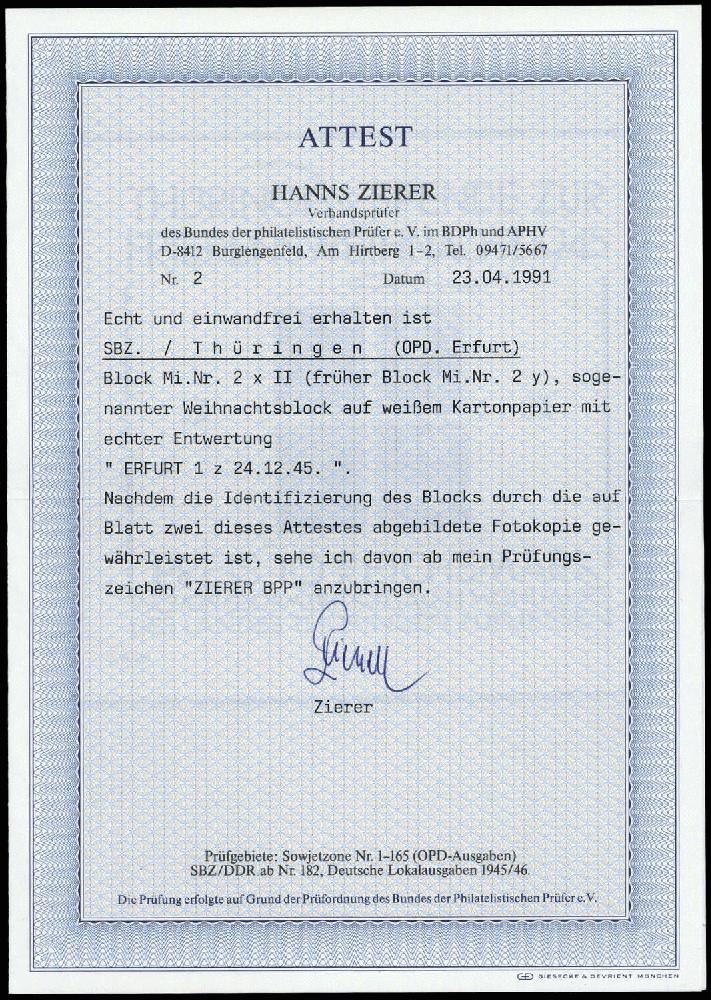 ATTEST
HANNS ZIERER
Verbandsprüfer
des Bundes der philatelistischen Prüfer e. V. im BDPh und APHV
D-8412 Burglengenfeld, Am Hirtberg 1-2, Tel. 09471/5667
Nr. 2 Datum 23.04.1991
Echt und einwandfrei erhalten ist
SBZ. / T h ü r i n g e n (OPD. Erfurt)
Block Mi.Nr. 2 x II (früher Block Mi.Nr. 2 y), soge-
nannter Weihnachtsblock auf weißem Kartonpapier mit
echter Entwertung
" ERFURT 1 z 24.12.45. ".
Nachdem die Identifizierung des Blocks durch die auf
Blatt zwei dieses Attestes abgebildete Fotokopie ge-
währleistet ist, sehe ich davon ab mein Prüfungs-
zeichen "ZIERER BPP" anzubringen.
Zierer
Prüfgebiete: Sowjetzone Nr. 1-165 (OPD-Ausgaben)
SBZ/DDR ab Nr. 182, Deutsche Lokalausgaben 1945/46.
Die Prüfung erfolgte auf Grund der Prüfordnung des Bundes der Philatelistischen Prüfer e.V.
GIESECKE & DEVRIENT MÜNCHEN